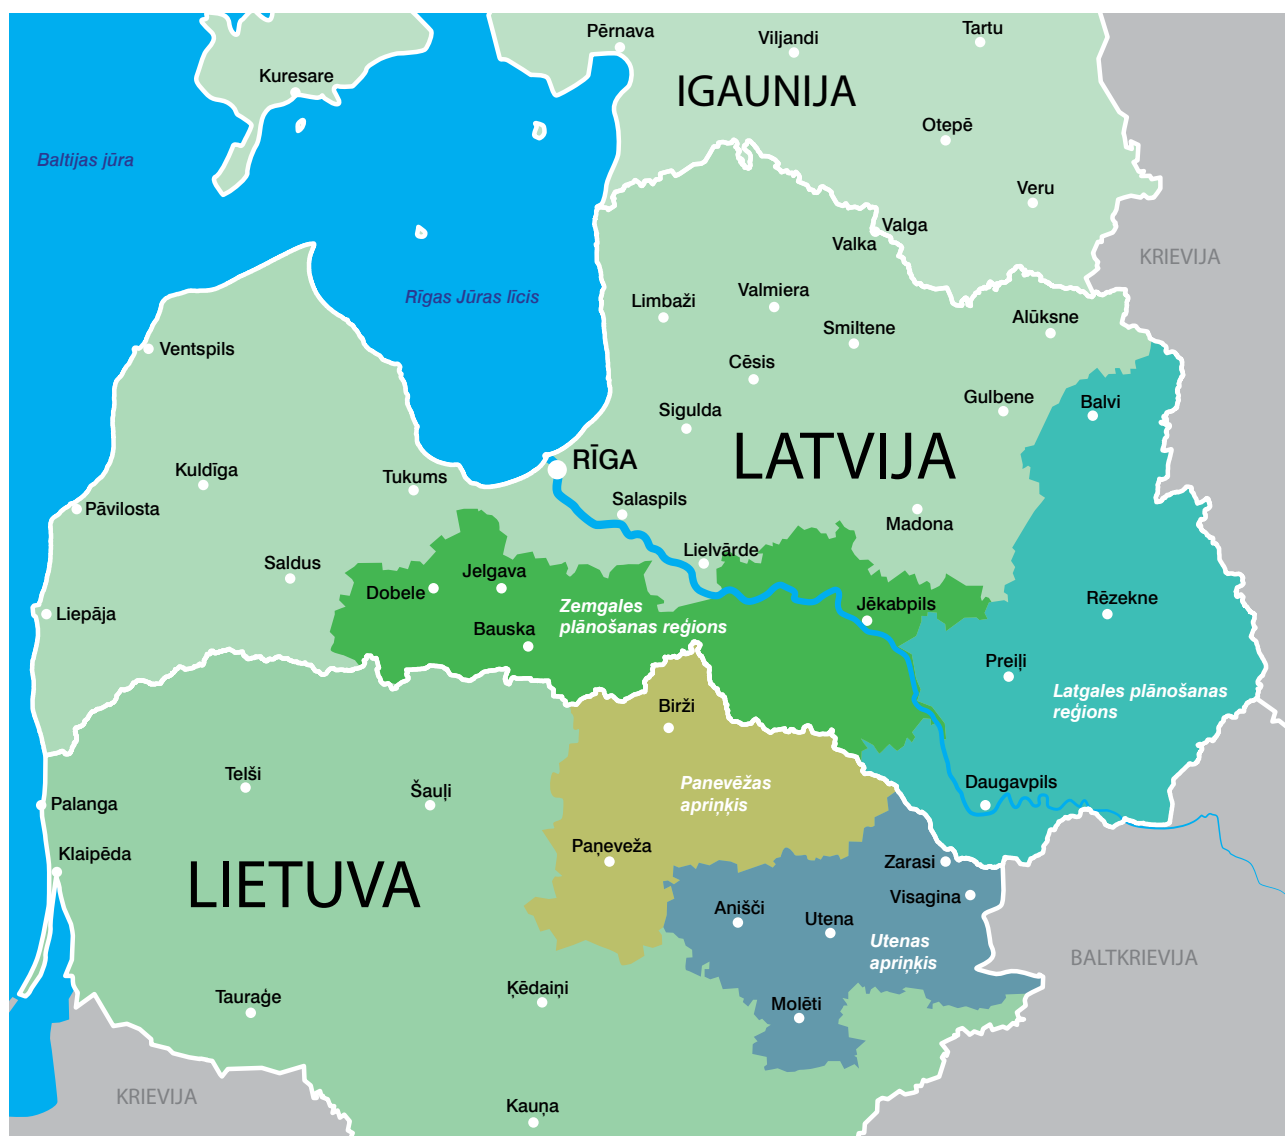 Pērnava
Viljandi
Tartu
Kuresare
IGAUNIJA
Otepē
Baltijas jūra
Veru
Valga
Valka
KRIEVIJA
Rīgas Jūras līcis
Limbaži
Valmiera
Smiltene
Alūksne
Ventspils
Cēsis
Gulbene
Balvi
Sigulda
RĪGA
LATVIJA
Kuldīga
Tukums
Salaspils
Pāvilosta
Madona
Lielvārde
Saldus
Jelgava
Dobele
Liepāja
Zemgales
plānošanas reģions
Jēkabpils
Rēzekne
Bauska
Preiļi
Latgales plānošanas
reģions
Birži
Telši
Šauļi
Panevēžas
apriņķis
Daugavpils
Palanga
Klaipēda
Paņeveža
Zarasi
LIETUVA
Visagina
Anišči
Utena
Utenas
apriņķis
BALTKRIEVIJA
Tauraģe
Ķēdaiņi
Molēti
KRIEVIJA
Kauņa